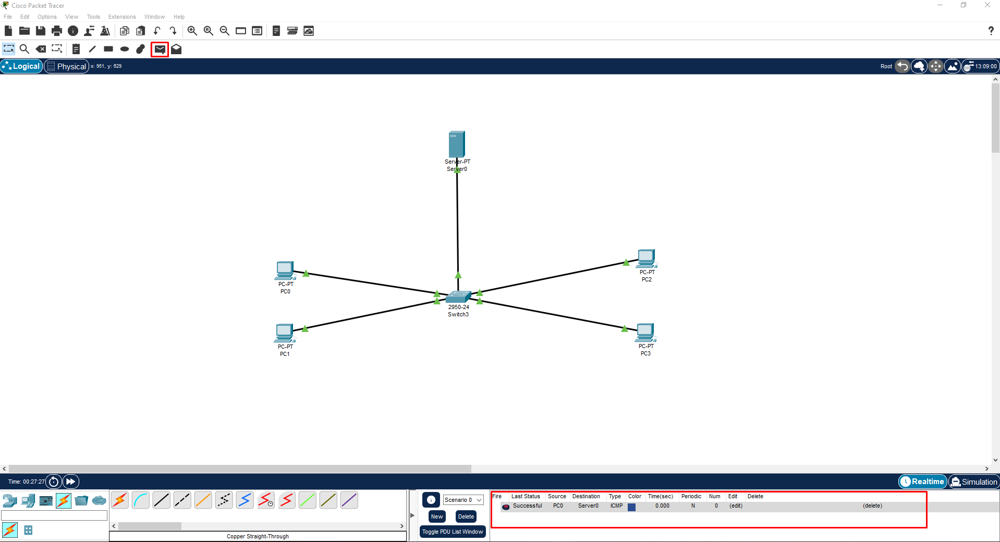 Cisco Packet Tracer
File Edit Options View Tools Extensions Window Help
Logical Physical x: 951, y: 629 Root 13:09:00
Server-PT
Server0
PC-PT
PC2
PC-PT
PC0
2950-24
Switch3
PC-PT
PC1
PC-PT
PC3
Time: 00:27:27 Realtime Simulation
Scenario 0
New Delete
Toggle PDU List Window
Fire Last Status Source Destination Type Color Time(sec) Periodic Num Edit Delete
Successful PC0 Server0 ICMP 0.000 N 0 (edit) (delete)
Copper Straight-Through